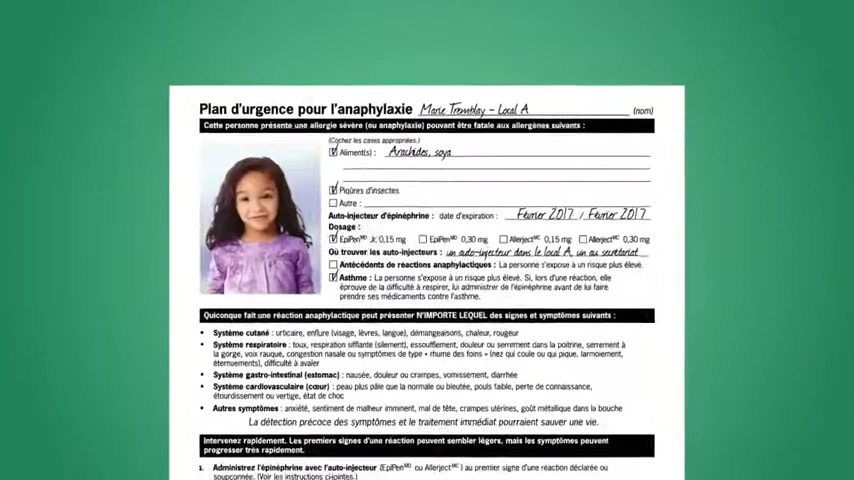 Plan d'urgence pour l'anaphylaxie Marie Tremblay - Local A (nom)
Cette personne présente une allergie sévère (ou anaphylaxie) pouvant être fatale aux allergènes suivants :
(Cochez les cases appropriées.)
Aliment(s) : Arachides, soya
Piqûres d'insectes
Autre :
Auto-injecteur d'épinéphrine : date d'expiration : Février 2017 / Février 2017
Dosage :
EpiPenMD Jr. 0,15 mg EpiPenMD 0,30 mg AllerjectMC 0,15 mg AllerjectMC 0,30 mg
Où trouver les auto-injecteurs : un auto-injecteur dans le local A, un au secrétariat
Antécédents de réactions anaphylactiques : La personne s'expose à un risque plus élevé.
Asthme : La personne s'expose à un risque plus élevé. Si, lors d'une réaction, elle
éprouve de la difficulté à respirer, lui administrer de l'épinéphrine avant de lui faire
prendre ses médicaments contre l'asthme.
Quiconque fait une réaction anaphylactique peut présenter N'IMPORTE LEQUEL des signes et symptômes suivants :
• Système cutané : urticaire, enflure (visage, lèvres, langue), démangeaisons, chaleur, rougeur
• Système respiratoire : toux, respiration sifflante (silement), essoufflement, douleur ou serrement dans la poitrine, serrement à
la gorge, voix rauque, congestion nasale ou symptômes de type « rhume des foins » (nez qui coule ou qui pique, larmoiement,
éternuements), difficulté à avaler
• Système gastro-intestinal (estomac) : nausée, douleur ou crampes, vomissement, diarrhée
• Système cardiovasculaire (cœur) : peau plus pâle que la normale ou bleutée, pouls faible, perte de connaissance,
étourdissement ou vertige, état de choc
• Autres symptômes : anxiété, sentiment de malheur imminent, mal de tête, crampes utérines, goût métallique dans la bouche
La détection précoce des symptômes et le traitement immédiat pourraient sauver une vie.
Intervenez rapidement. Les premiers signes d'une réaction peuvent sembler légers, mais les symptômes peuvent
progresser très rapidement.
1. Administrez l'épinéphrine avec l'auto-injecteur (EpiPenMD ou AllerjectMC) au premier signe d'une réaction déclarée ou
soupçonnée. (Voir les instructions ci-jointes.)